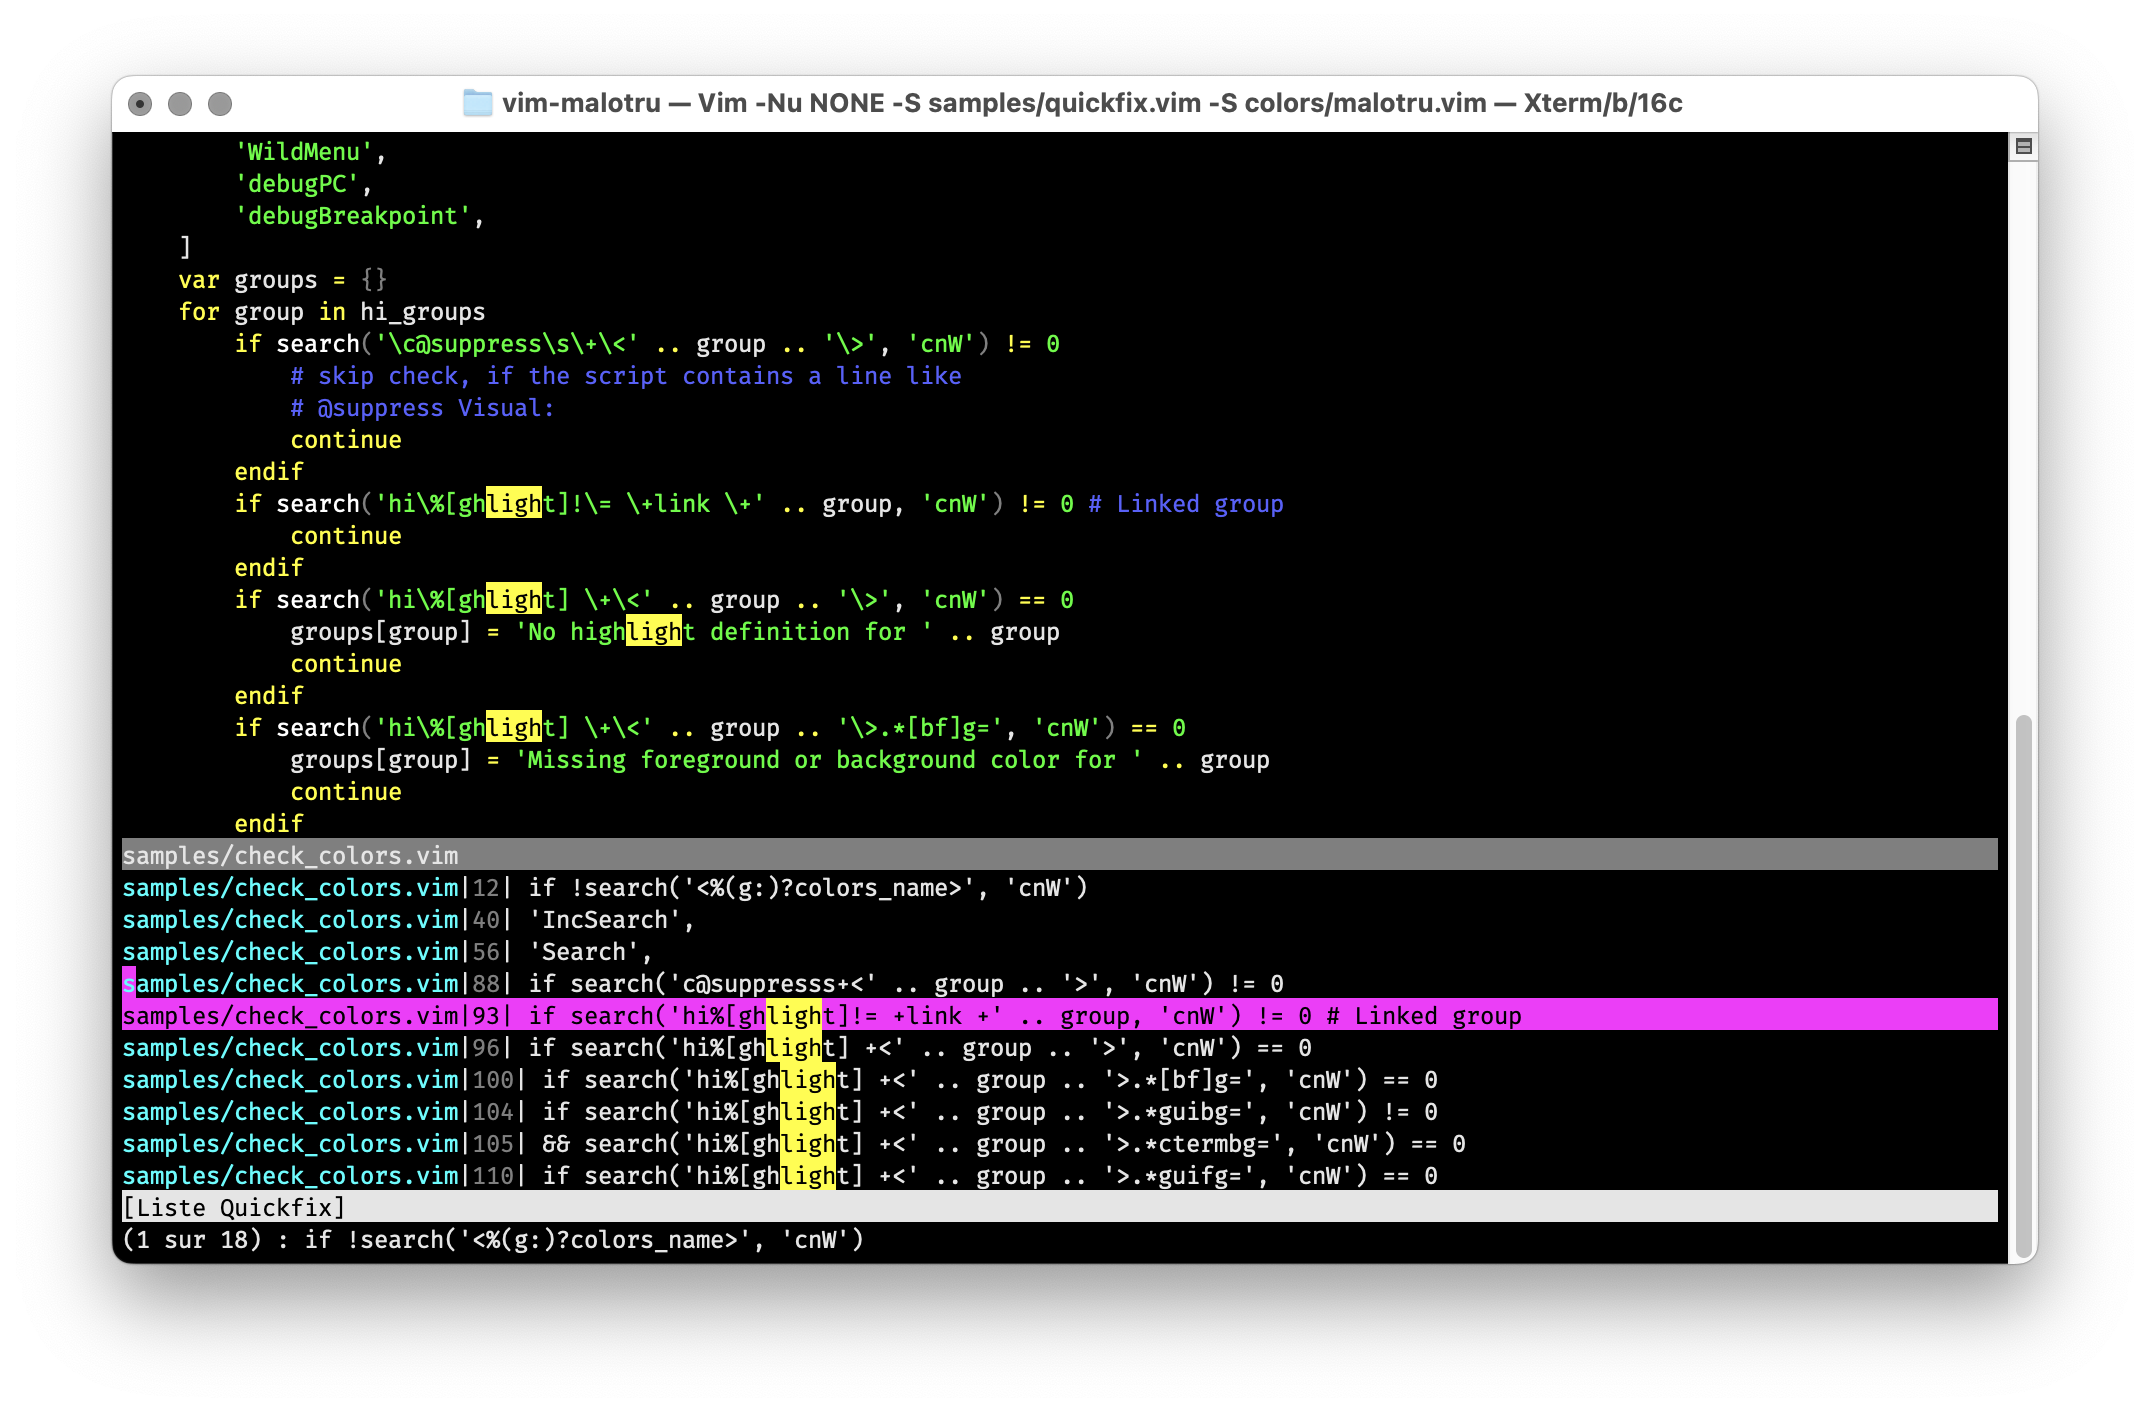 vim-malotru — Vim -Nu NONE -S samples/quickfix.vim -S colors/malotru.vim — Xterm/b/16c
        'WildMenu',
        'debugPC',
        'debugBreakpoint',
    ]
    var groups = {}
    for group in hi_groups
        if search('\c@suppress\s\+\<' .. group .. '\>', 'cnW') != 0
            # skip check, if the script contains a line like
            # @suppress Visual:
            continue
        endif
        if search('hi\%[ghlight]!\= \+link \+' .. group, 'cnW') != 0 # Linked group
            continue
        endif
        if search('hi\%[ghlight] \+\<' .. group .. '\>', 'cnW') == 0
            groups[group] = 'No highlight definition for ' .. group
            continue
        endif
        if search('hi\%[ghlight] \+\<' .. group .. '\>.*[bf]g=', 'cnW') == 0
            groups[group] = 'Missing foreground or background color for ' .. group
            continue
        endif
samples/check_colors.vim
samples/check_colors.vim|12| if !search('<%(g:)?colors_name>', 'cnW')
samples/check_colors.vim|40| 'IncSearch',
samples/check_colors.vim|56| 'Search',
samples/check_colors.vim|88| if search('c@suppresss+<' .. group .. '>', 'cnW') != 0
samples/check_colors.vim|93| if search('hi%[ghlight]!= +link +' .. group, 'cnW') != 0 # Linked group
samples/check_colors.vim|96| if search('hi%[ghlight] +<' .. group .. '>', 'cnW') == 0
samples/check_colors.vim|100| if search('hi%[ghlight] +<' .. group .. '>.*[bf]g=', 'cnW') == 0
samples/check_colors.vim|104| if search('hi%[ghlight] +<' .. group .. '>.*guibg=', 'cnW') != 0
samples/check_colors.vim|105| && search('hi%[ghlight] +<' .. group .. '>.*ctermbg=', 'cnW') == 0
samples/check_colors.vim|110| if search('hi%[ghlight] +<' .. group .. '>.*guifg=', 'cnW') == 0
[Liste Quickfix]
(1 sur 18) : if !search('<%(g:)?colors_name>', 'cnW')